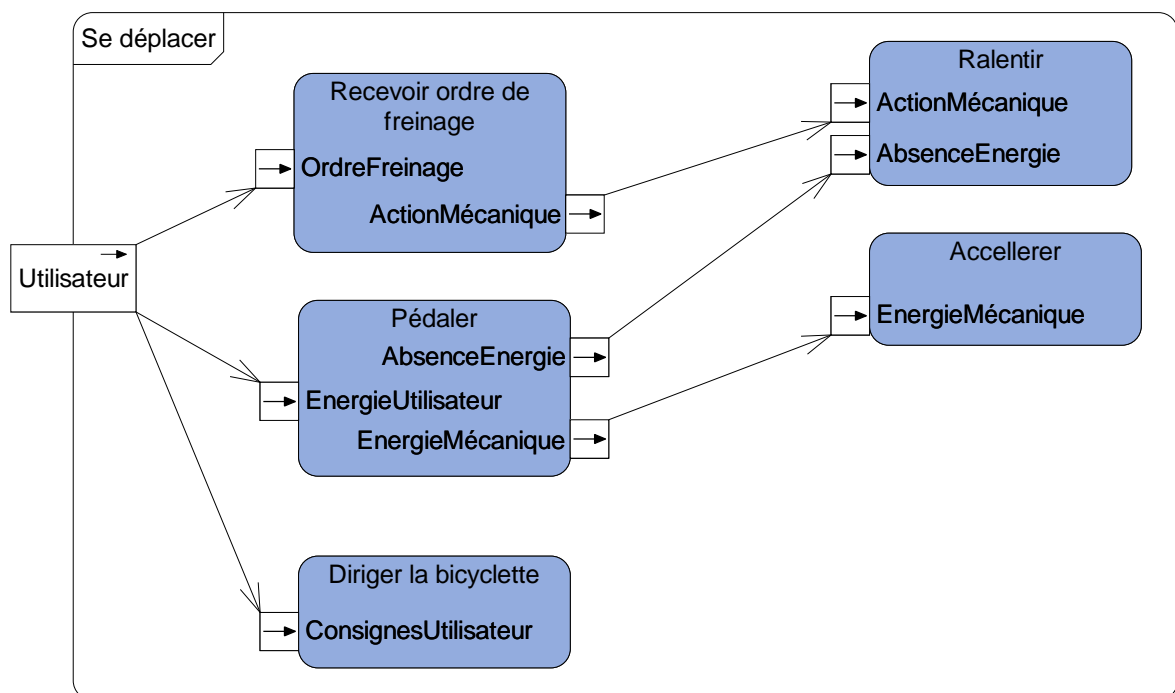 Se déplacer
Recevoir ordre de
freinage
OrdreFreinage
ActionMécanique
Ralentir
ActionMécanique
AbsenceEnergie
Utilisateur
Accellerer
EnergieMécanique
Pédaler
AbsenceEnergie
EnergieUtilisateur
EnergieMécanique
Diriger la bicyclette
ConsignesUtilisateur